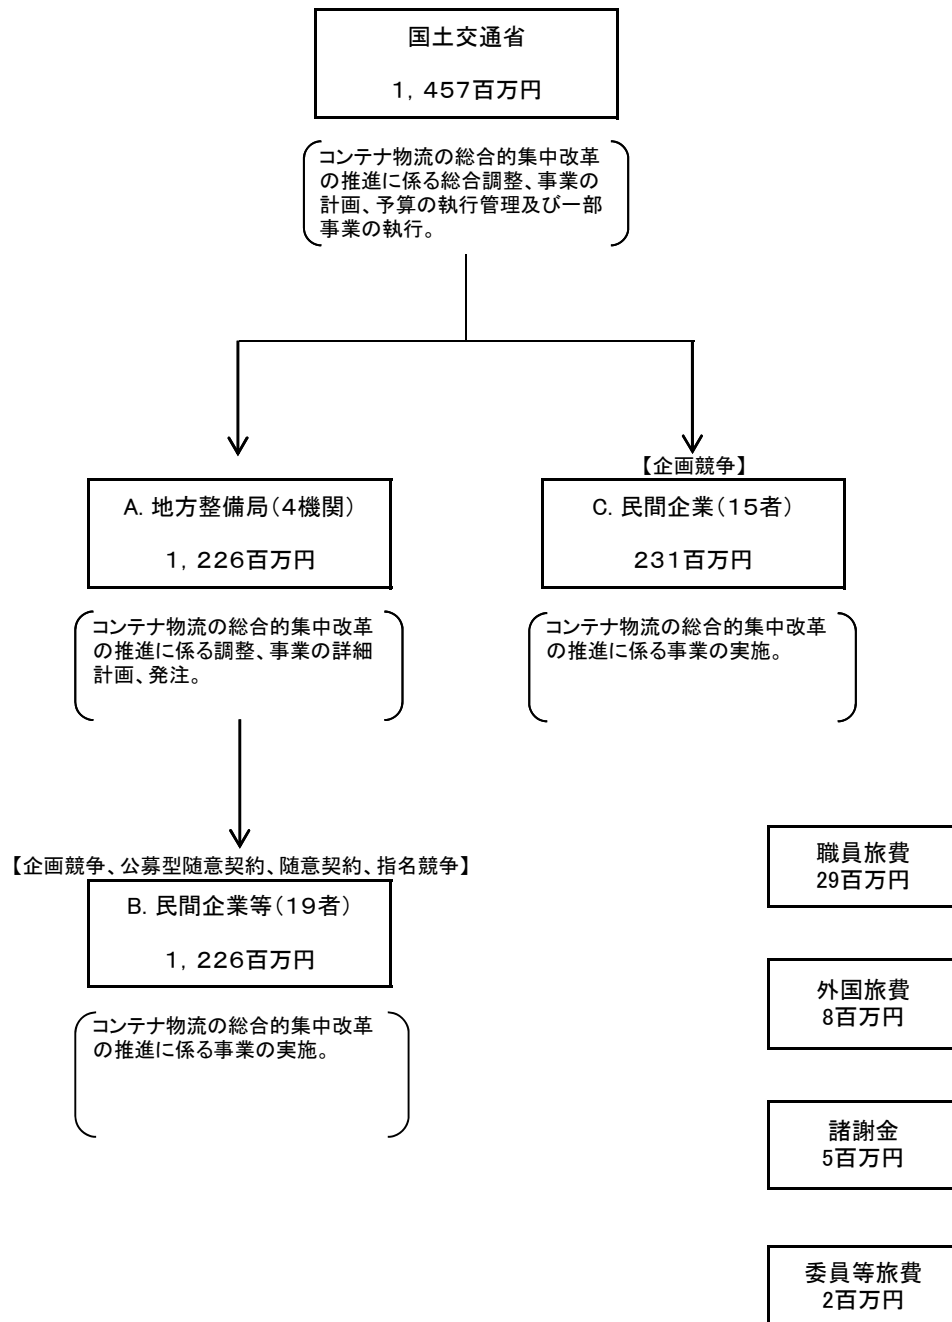 国土交通省
1，457百万円
コンテナ物流の総合的集中改革
の推進に係る総合調整、事業の
計画、予算の執行管理及び一部
事業の執行。
【企画競争】
A. 地方整備局（4機関）
1，226百万円
C. 民間企業（15者）
231百万円
コンテナ物流の総合的集中改革
の推進に係る調整、事業の詳細
計画、発注。
コンテナ物流の総合的集中改革
の推進に係る事業の実施。
【企画競争、公募型随意契約、随意契約、指名競争】
B. 民間企業等（19者）
1，226百万円
コンテナ物流の総合的集中改革
の推進に係る事業の実施。
職員旅費
29百万円
外国旅費
8百万円
諸謝金
5百万円
委員等旅費
2百万円